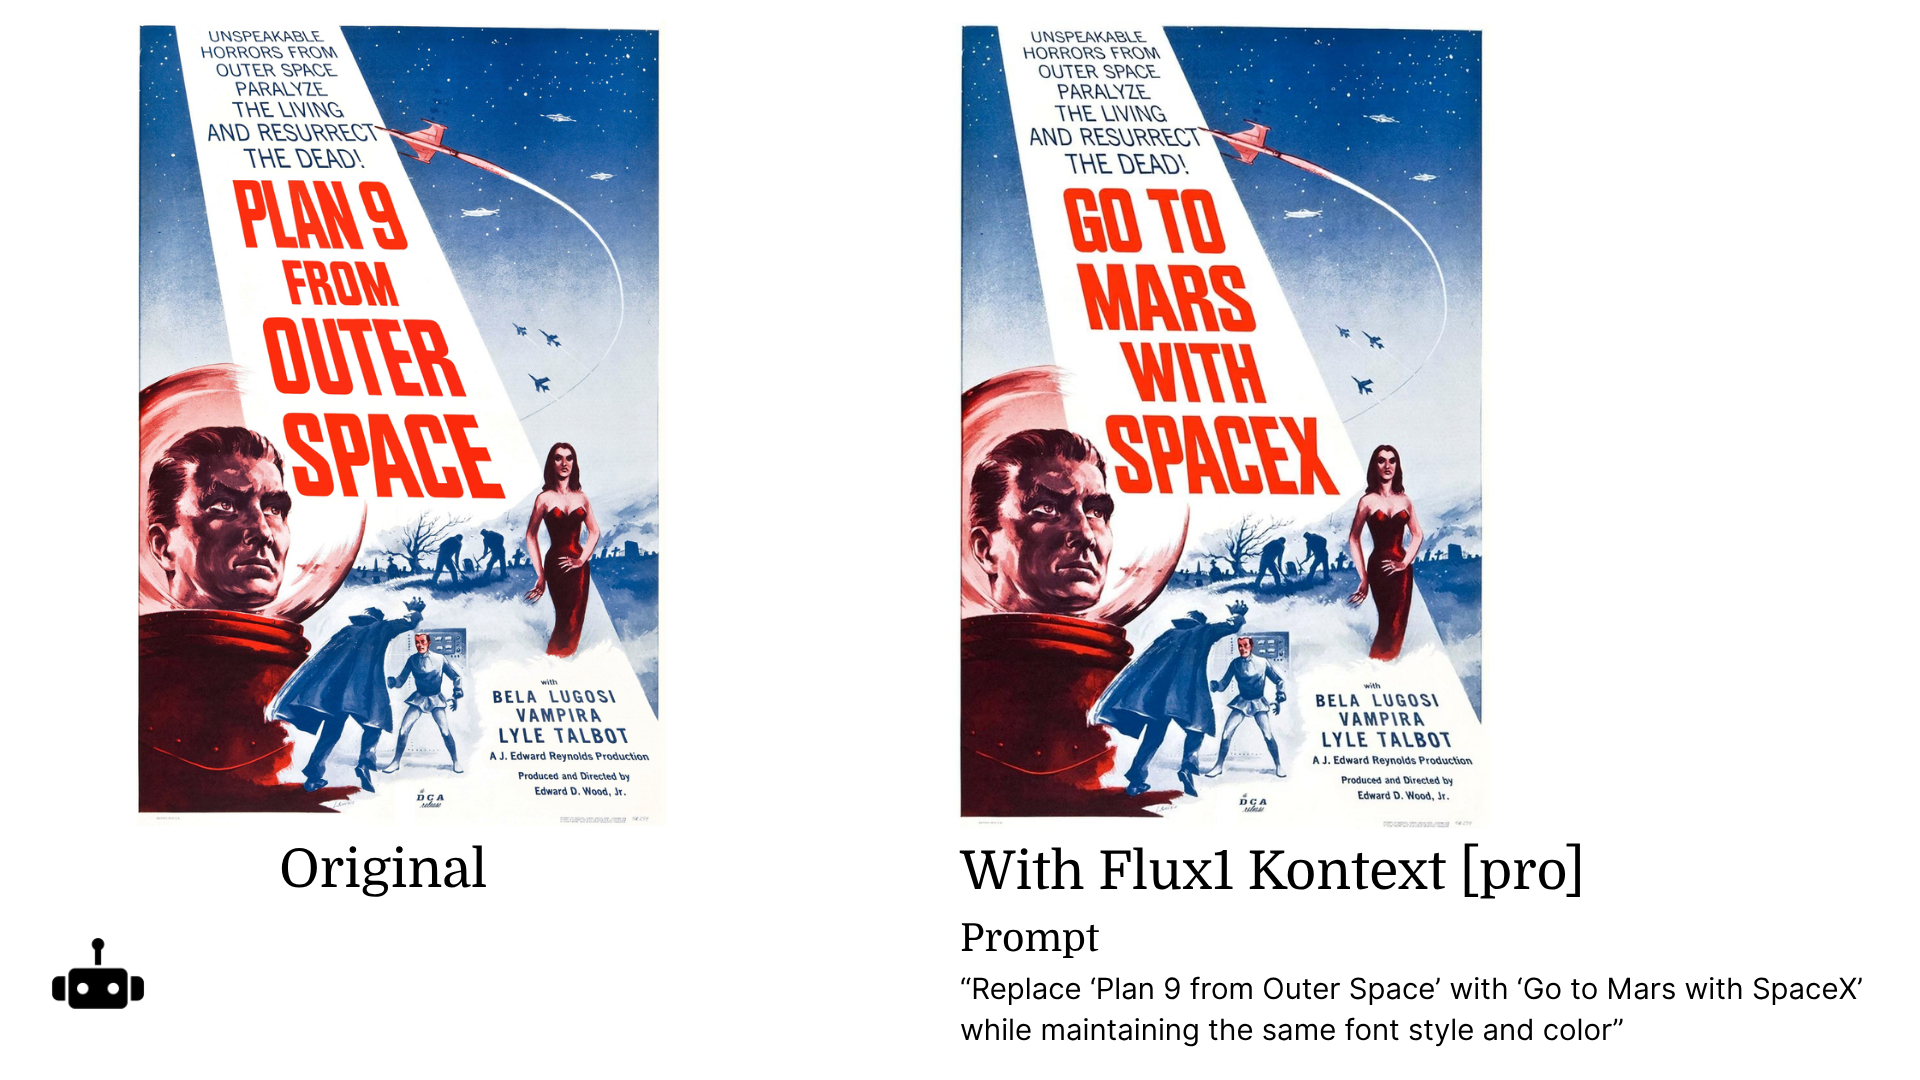 UNSPEAKABLE
HORRORS FROM
OUTER SPACE
PARALYZE
THE LIVING
AND RESURRECT
THE DEAD!
PLAN 9
FROM
OUTER
SPACE
with
BELA LUGOSI
VAMPIRA
LYLE TALBOT
A J. Edward Reynolds Production
Produced and Directed by
Edward D. Wood, Jr.
a
DCA
release
Original
UNSPEAKABLE
HORRORS FROM
OUTER SPACE
PARALYZE
THE LIVING
AND RESURRECT
THE DEAD!
GO TO
MARS
WITH
SPACEX
with
BELA LUGOSI
VAMPIRA
LYLE TALBOT
A J. Edward Reynolds Production
Produced and Directed by
Edward D. Wood, Jr.
a
DCA
release
With Flux1 Kontext [pro]
Prompt
“Replace ‘Plan 9 from Outer Space’ with ‘Go to Mars with SpaceX’
while maintaining the same font style and color”